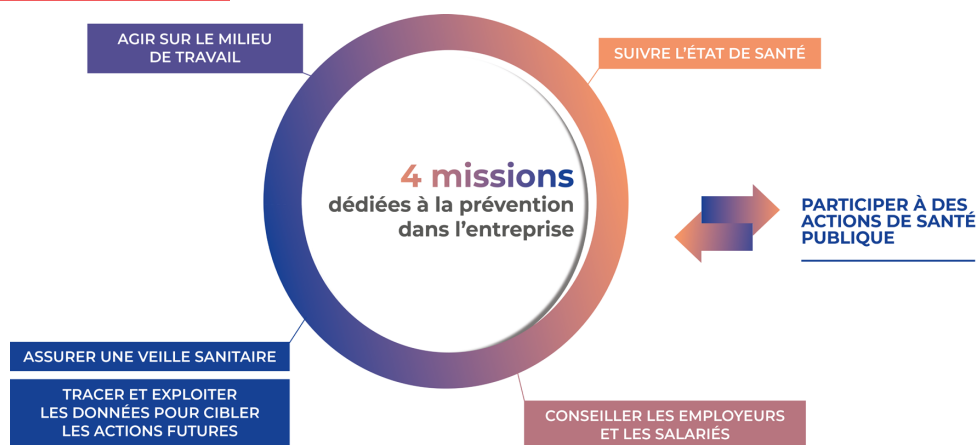 AGIR SUR LE MILIEU
DE TRAVAIL
SUIVRE L'ÉTAT DE SANTÉ
4 missions
dédiées à la prévention
dans l'entreprise
PARTICIPER À DES
ACTIONS DE SANTÉ
PUBLIQUE
ASSURER UNE VEILLE SANITAIRE
TRACER ET EXPLOITER
LES DONNÉES POUR CIBLER
LES ACTIONS FUTURES
CONSEILLER LES EMPLOYEURS
ET LES SALARIÉS